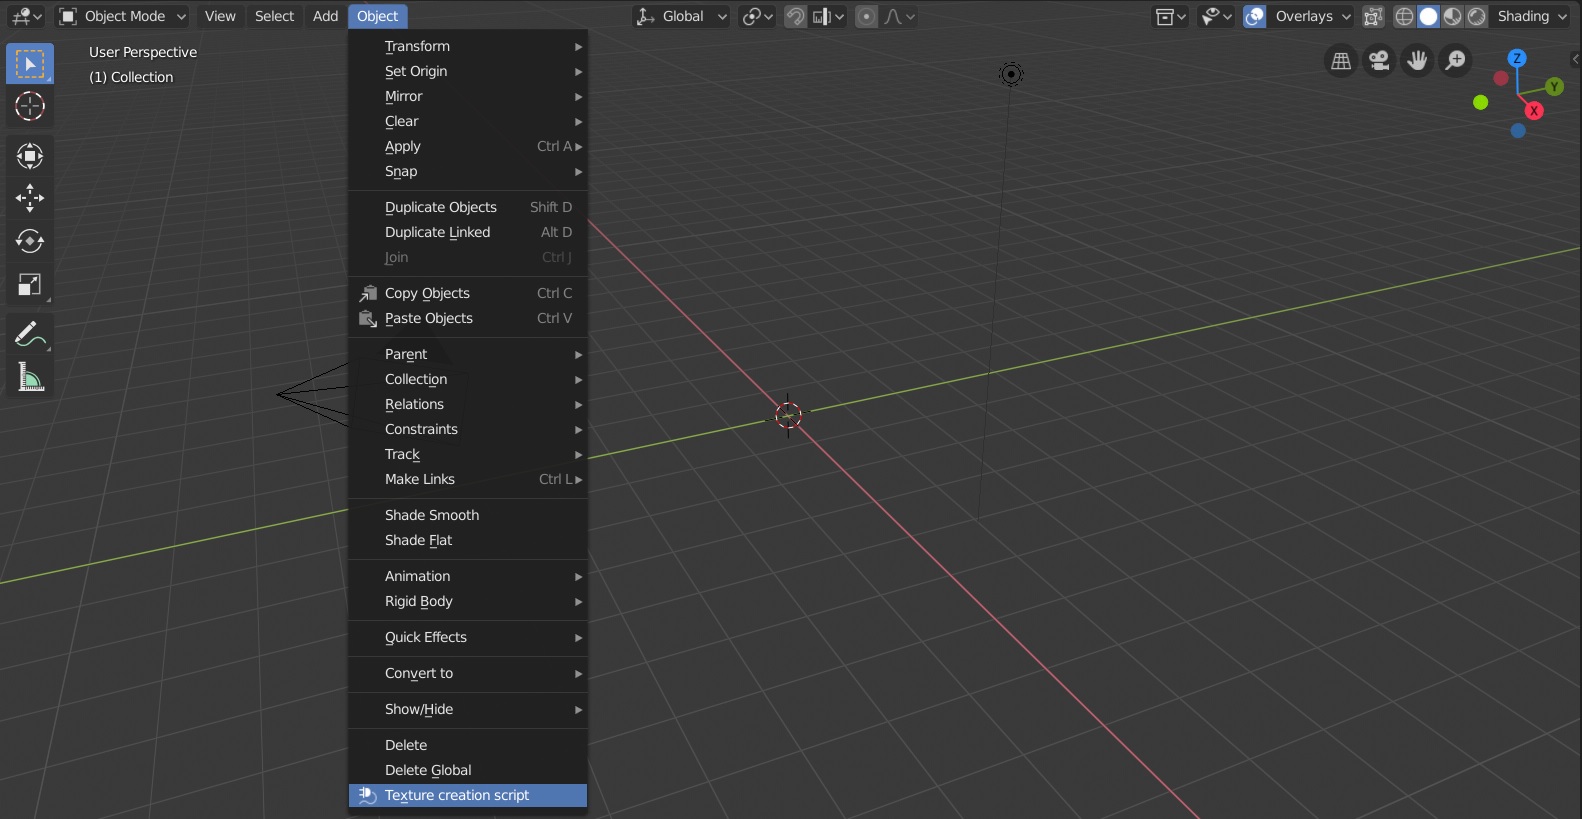 Object Mode View Select Add Object Global Overlays Shading
User Perspective
(1) Collection
Transform
Set Origin
Mirror
Clear
Apply Ctrl A
Snap
Duplicate Objects Shift D
Duplicate Linked Alt D
Join Ctrl J
Copy Objects Ctrl C
Paste Objects Ctrl V
Parent
Collection
Relations
Constraints
Track
Make Links Ctrl L
Shade Smooth
Shade Flat
Animation
Rigid Body
Quick Effects
Convert to
Show/Hide
Delete
Delete Global
Texture creation script
Z
Y
X